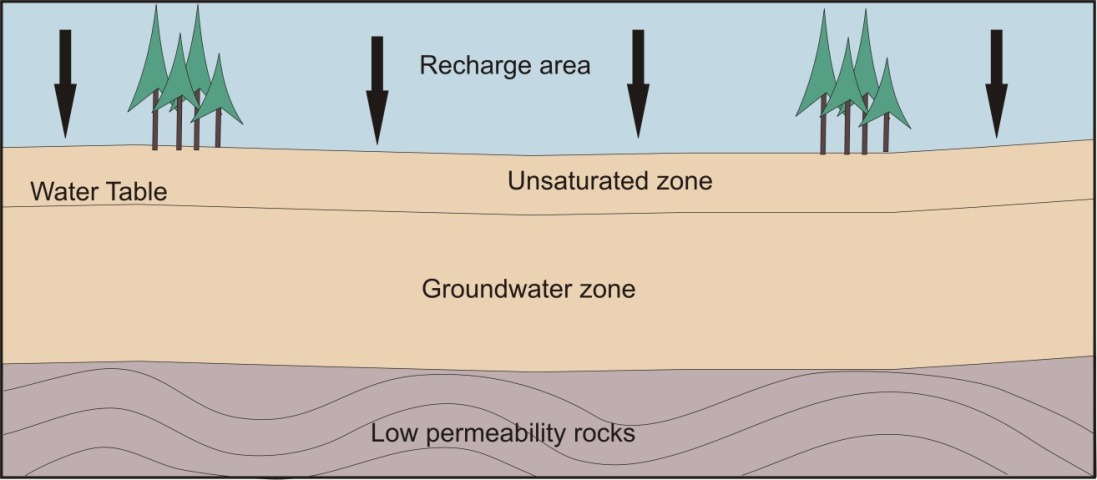 Recharge area
Unsaturated zone
Water Table
Groundwater zone
Low permeability rocks